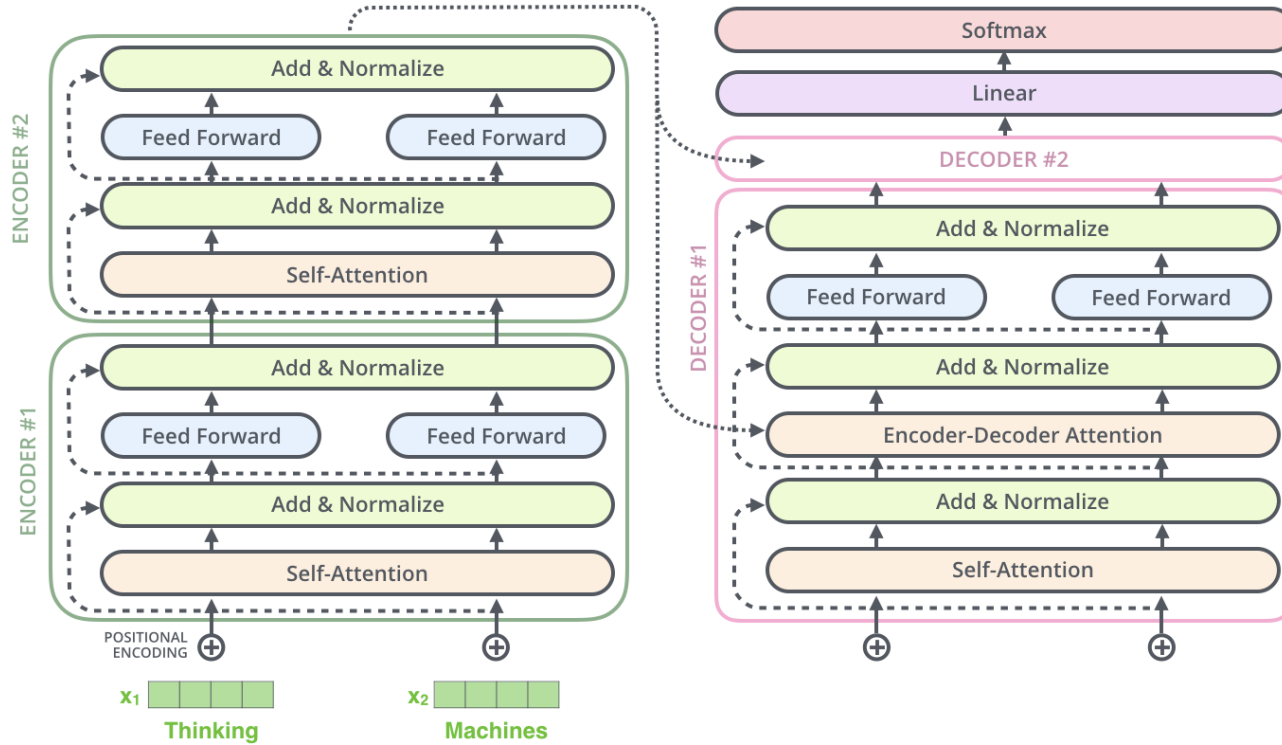 ENCODER #2
Add & Normalize
Feed Forward
Feed Forward
Add & Normalize
Self-Attention
ENCODER #1
Add & Normalize
Feed Forward
Feed Forward
Add & Normalize
Self-Attention
POSITIONAL
ENCODING
x1
x2
Thinking
Machines
Softmax
Linear
DECODER #2
DECODER #1
Add & Normalize
Feed Forward
Feed Forward
Add & Normalize
Encoder-Decoder Attention
Add & Normalize
Self-Attention